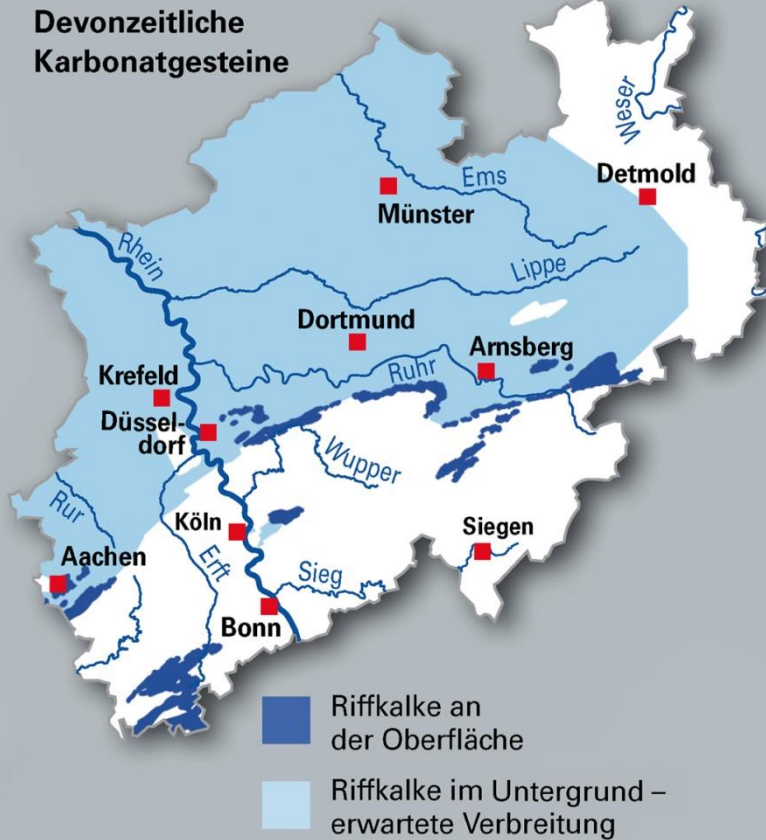 Devonzeitliche
Karbonatgesteine
Weser
Ems
Detmold
Münster
Rhein
Lippe
Dortmund
Arnsberg
Krefeld
Ruhr
Düssel-
dorf
Wupper
Rur
Köln
Siegen
Aachen
Erft
Sieg
Bonn
Riffkalke an
der Oberfläche
Riffkalke im Untergrund –
erwartete Verbreitung